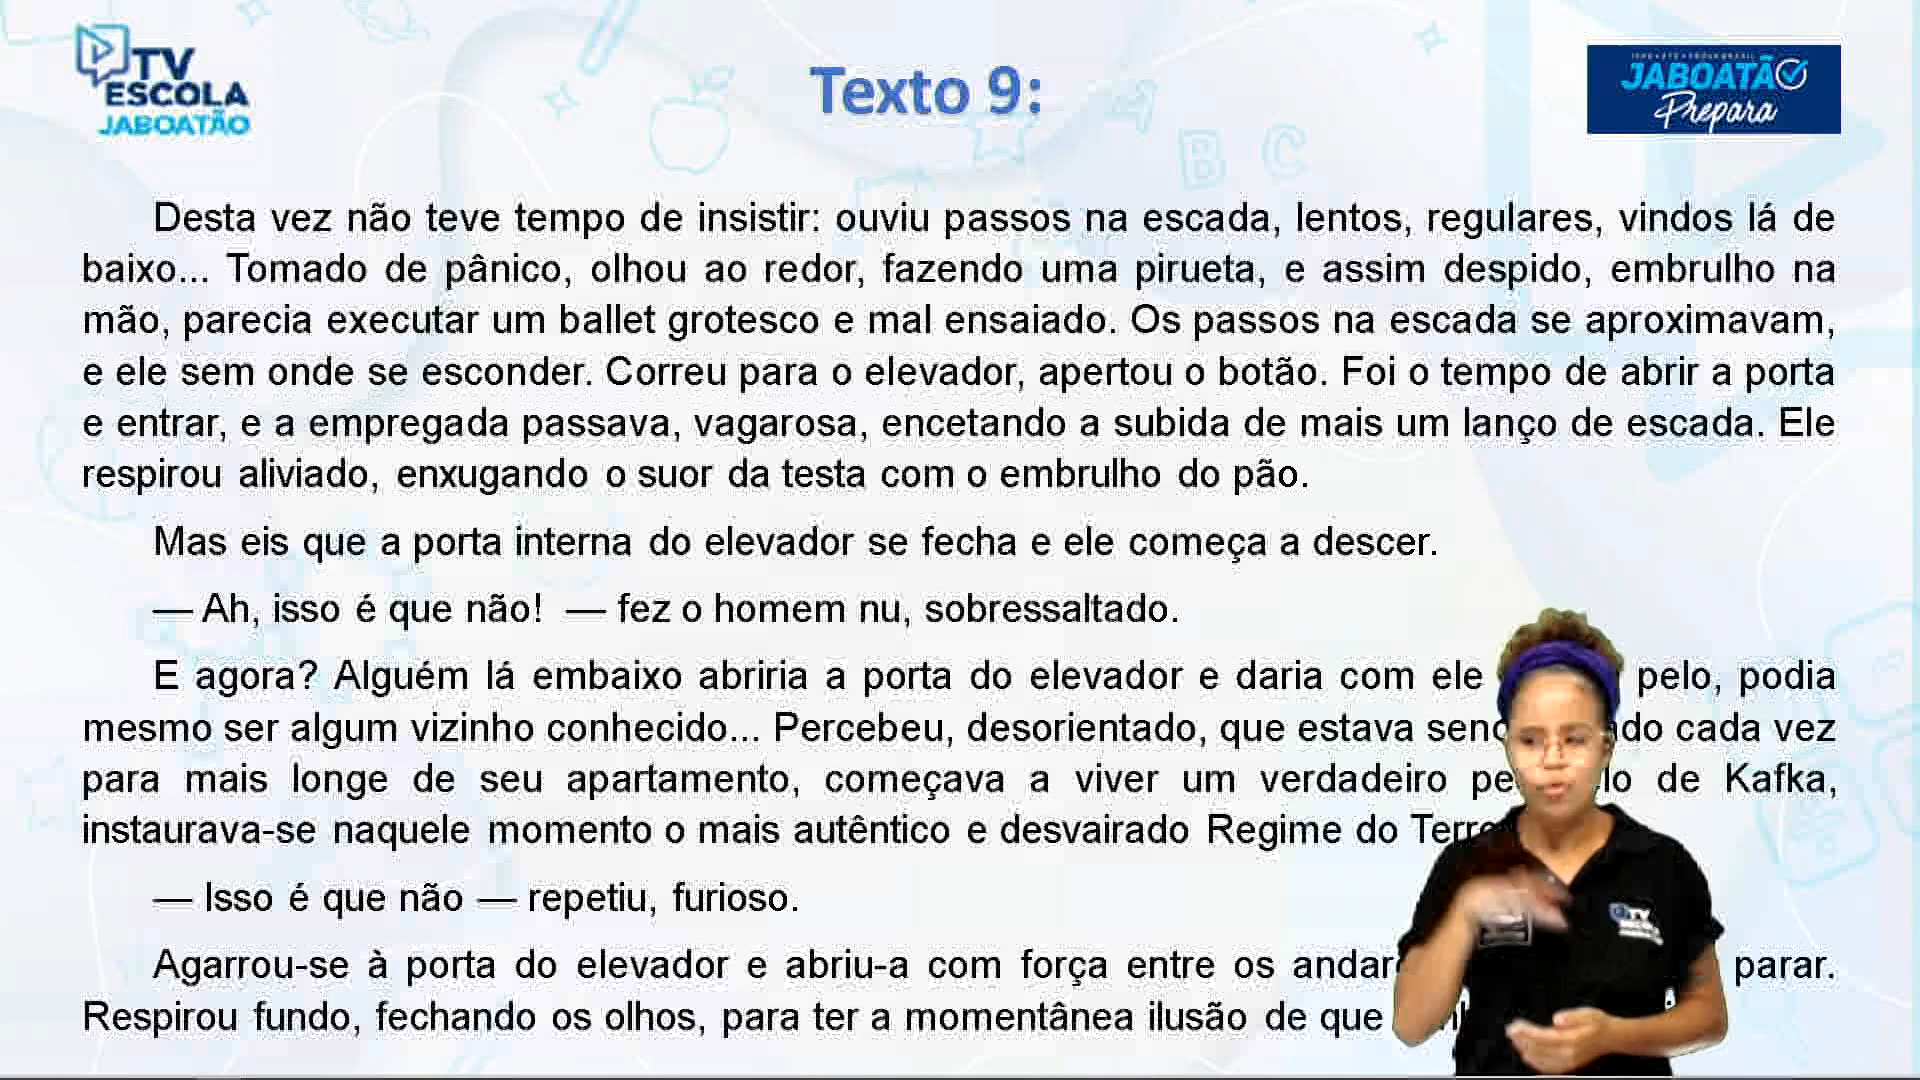 TV
ESCOLA
JABOATÃO
Texto 9:
JABOATÃO
Prepara
Desta vez não teve tempo de insistir: ouviu passos na escada, lentos, regulares, vindos lá de
baixo... Tomado de pânico, olhou ao redor, fazendo uma pirueta, e assim despido, embrulho na
mão, parecia executar um ballet grotesco e mal ensaiado. Os passos na escada se aproximavam,
e ele sem onde se esconder. Correu para o elevador, apertou o botão. Foi o tempo de abrir a porta
e entrar, e a empregada passava, vagarosa, encetando a subida de mais um lanço de escada. Ele
respirou aliviado, enxugando o suor da testa com o embrulho do pão.
Mas eis que a porta interna do elevador se fecha e ele começa a descer.
— Ah, isso é que não! — fez o homem nu, sobressaltado.
E agora? Alguém lá embaixo abriria a porta do elevador e daria com ele pelo, podia
mesmo ser algum vizinho conhecido... Percebeu, desorientado, que estava cada vez
para mais longe de seu apartamento, começava a viver um verdadeiro de Kafka,
instaurava-se naquele momento o mais autêntico e desvairado Regime do
— Isso é que não — repetiu, furioso.
Agarrou-se à porta do elevador e abriu-a com força entre os parar.
Respirou fundo, fechando os olhos, para ter a momentânea ilusão de que
TV
ESCOLA